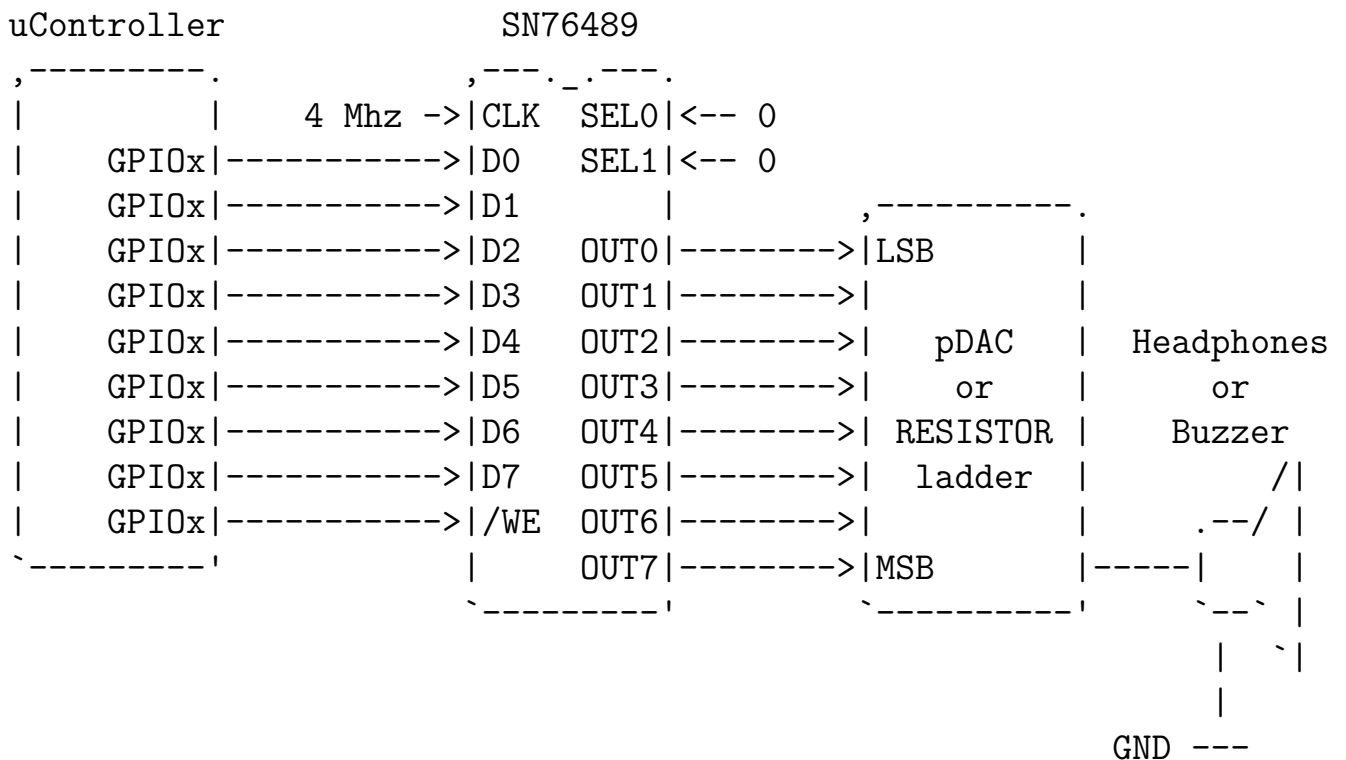 uController                 SN76489
,---------.             ,---._.---.
|         |    4 Mhz ->|CLK  SEL0|<-- 0
|    GPIOx|----------->|D0   SEL1|<-- 0
|    GPIOx|----------->|D1       |         ,----------.
|    GPIOx|----------->|D2   OUT0|-------->|LSB       |
|    GPIOx|----------->|D3   OUT1|-------->|          |
|    GPIOx|----------->|D4   OUT2|-------->|   pDAC   |  Headphones
|    GPIOx|----------->|D5   OUT3|-------->|    or    |      or
|    GPIOx|----------->|D6   OUT4|-------->| RESISTOR |    Buzzer
|    GPIOx|----------->|D7   OUT5|-------->|  ladder  |         /|
|    GPIOx|----------->|/WE  OUT6|-------->|          |     .--/ |
`---------'            |     OUT7|-------->|MSB       |-----|    |
                       `---------'         `----------'     `--` |
                                                             |  `|
                                                             |
                                                        GND ---